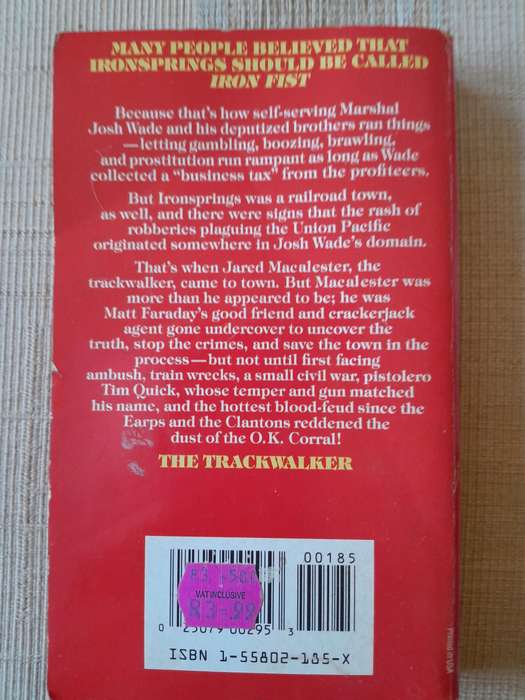 MANY PEOPLE BELIEVED THAT
IRONSPRINGS SHOULD BE CALLED
IRON FIST
Because that's how self-serving Marshal
Josh Wade and his deputized brothers ran things
—letting gambling, boozing, brawling,
and prostitution run rampant as long as Wade
collected a "business tax" from the profiteers.
But Ironsprings was a railroad town,
as well, and there were signs that the rash of
robberies plaguing the Union Pacific
originated somewhere in Josh Wade's domain.
That's when Jared Macalester, the
trackwalker, came to town. But Macalester was
more than he appeared to be; he was
Matt Faraday's good friend and crackerjack
agent gone undercover to uncover the
truth, stop the crimes, and save the town in the
process—but not until first facing
ambush, train wrecks, a small civil war, pistolero
Tim Quick, whose temper and gun matched
his name, and the hottest blood-feud since the
Earps and the Clantons reddened the
dust of the O.K. Corral!
THE TRACKWALKER
00185
VAT INCLUSIVE
R3.99
0 25079 00295 3
ISBN 1-55802-185-X
Printed in USA